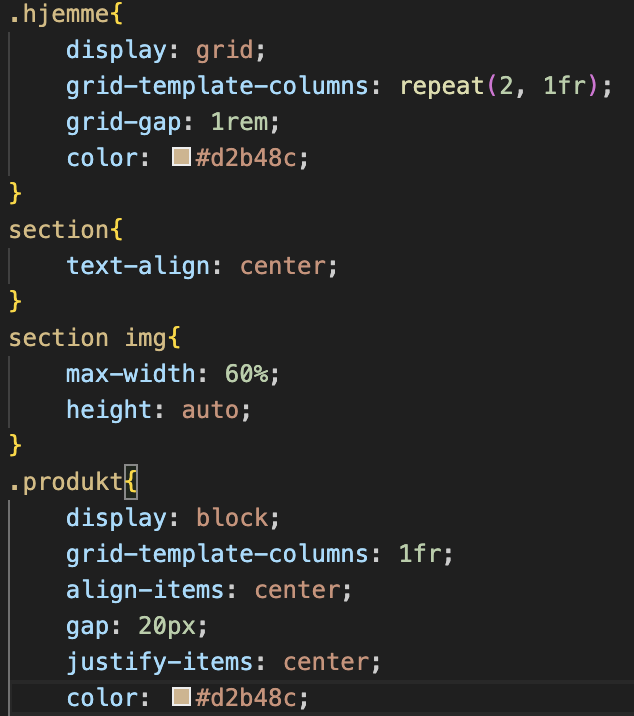 .hjemme{
    display: grid;
    grid-template-columns: repeat(2, 1fr);
    grid-gap: 1rem;
    color: #d2b48c;
}
section{
    text-align: center;
}
section img{
    max-width: 60%;
    height: auto;
}
.produkt{
    display: block;
    grid-template-columns: 1fr;
    align-items: center;
    gap: 20px;
    justify-items: center;
    color: #d2b48c;